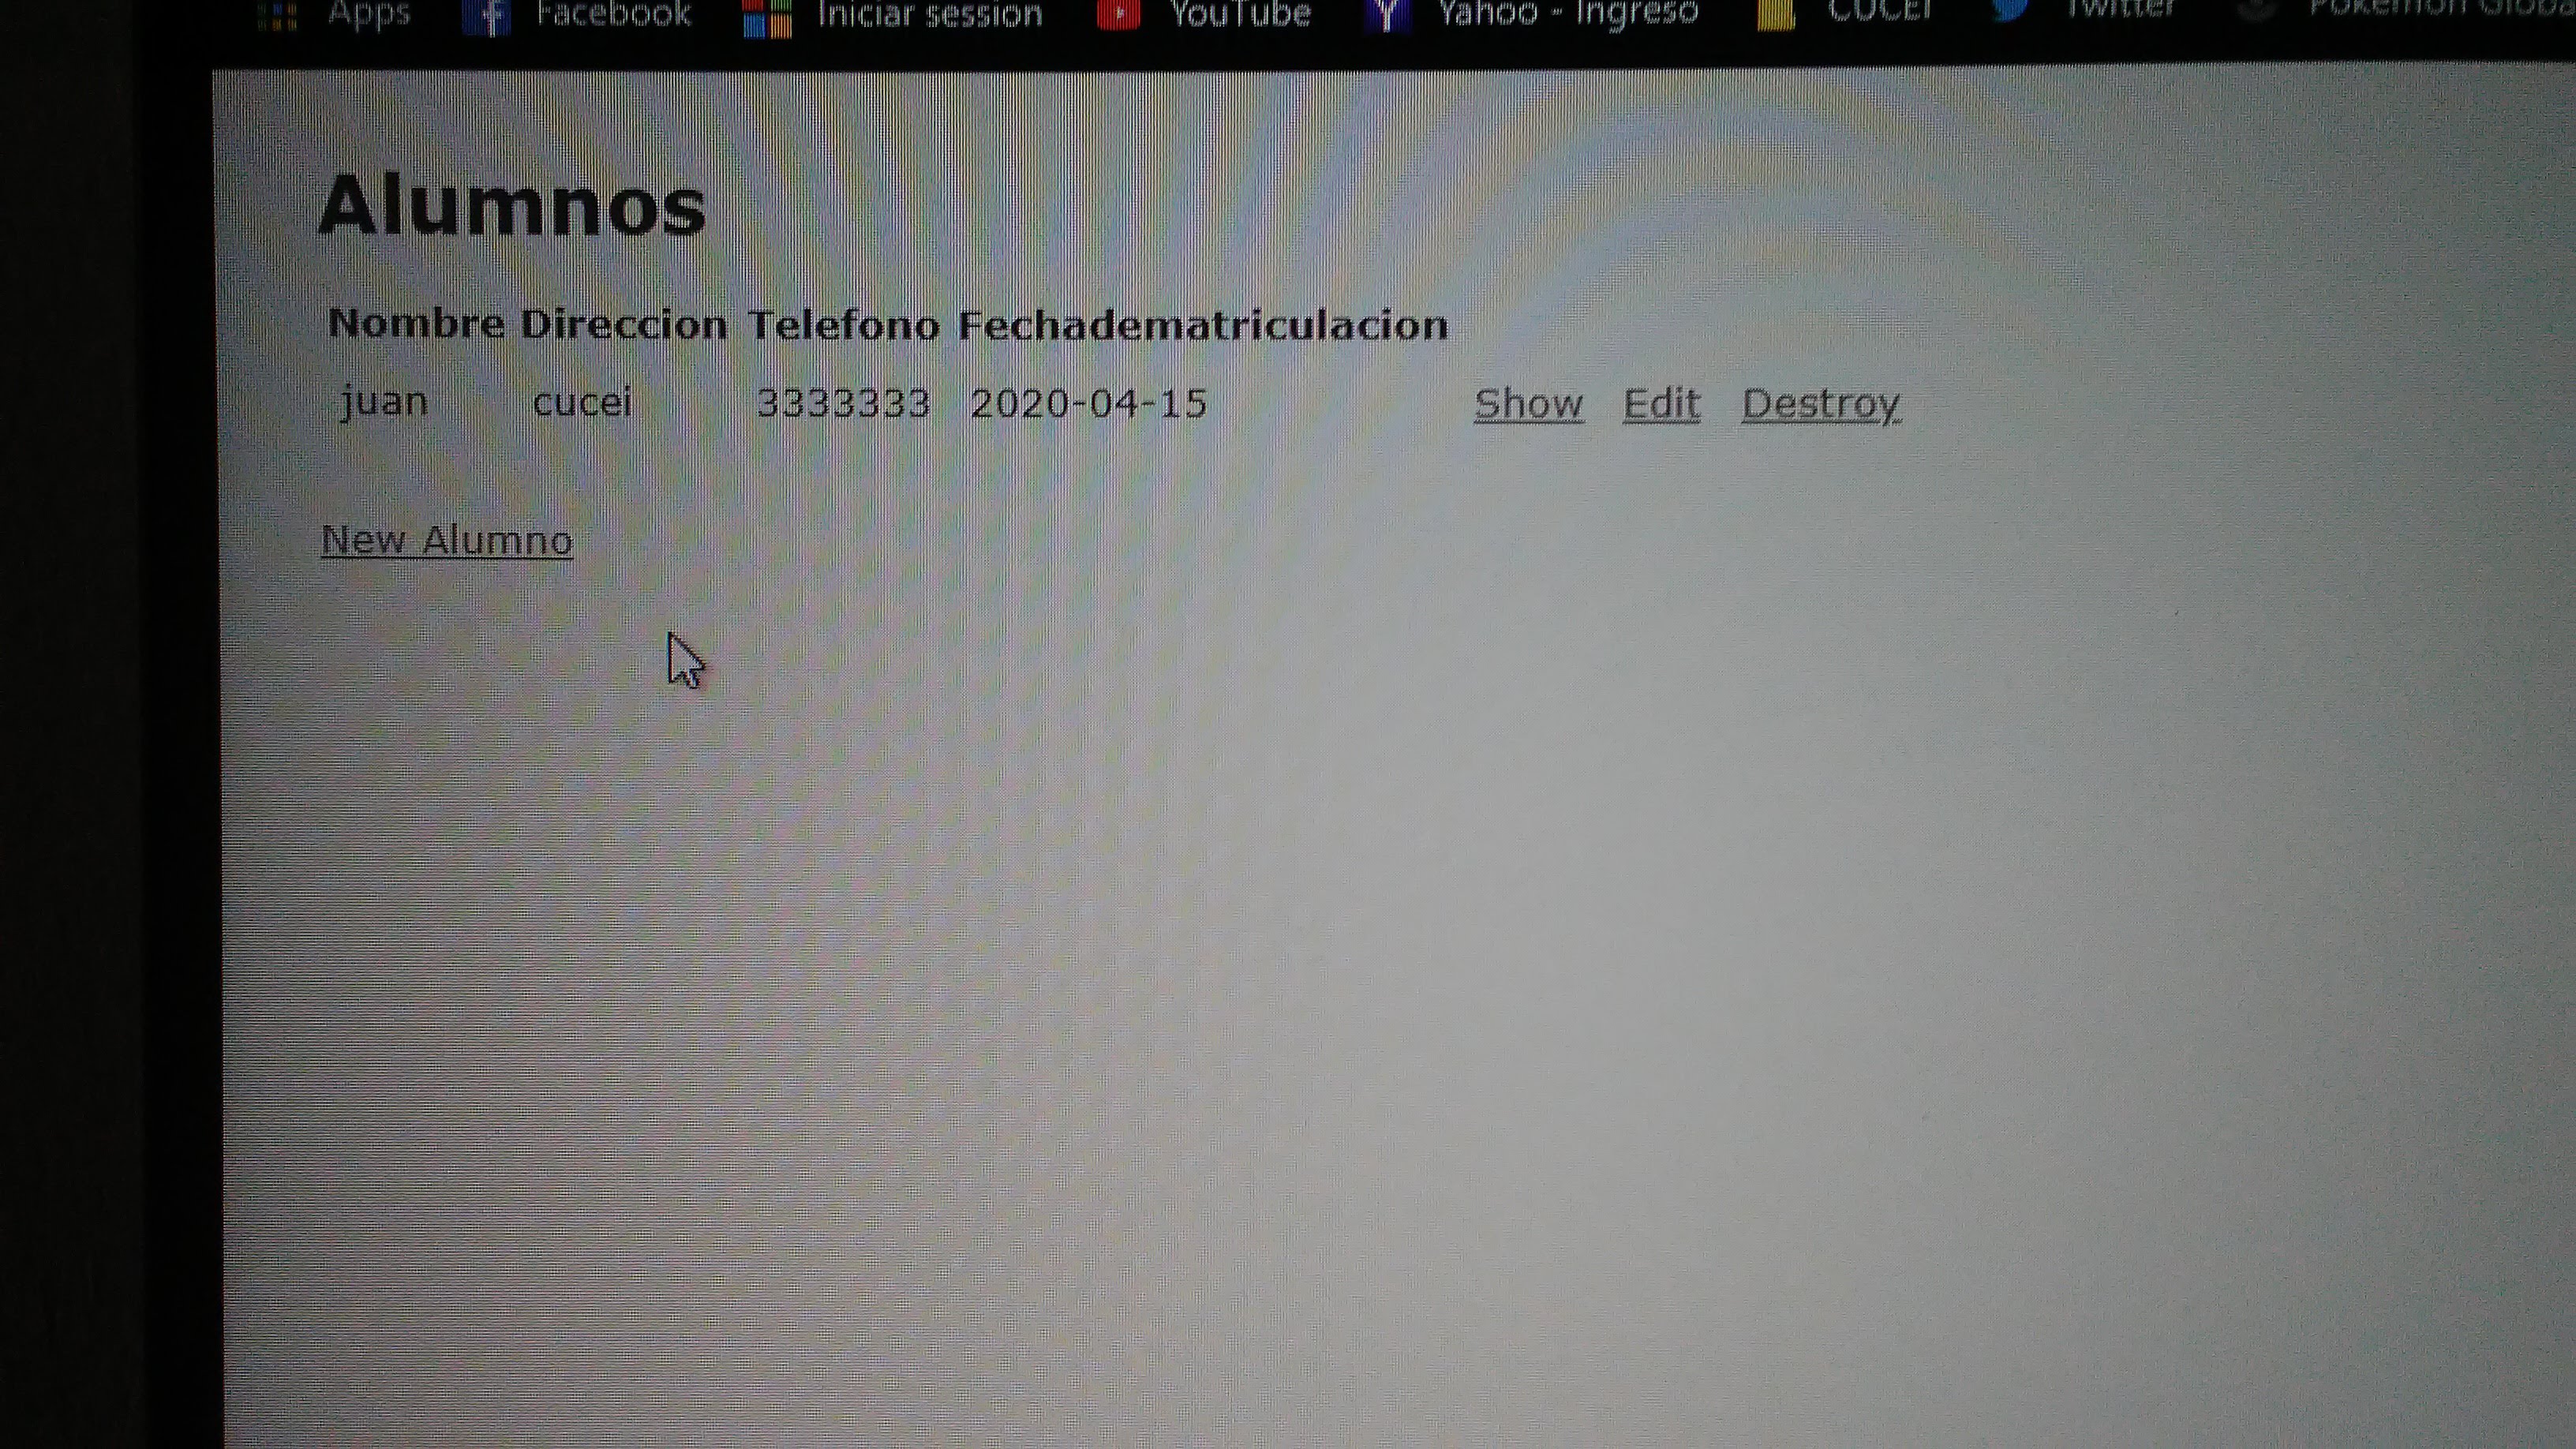 Apps Facebook Iniciar session YouTube Yahoo - Ingreso CUCEI Twitter Pokemon Globa
Alumnos
Nombre Direccion Telefono Fechadematriculacion
juan cucei 3333333 2020-04-15 Show Edit Destroy
New Alumno